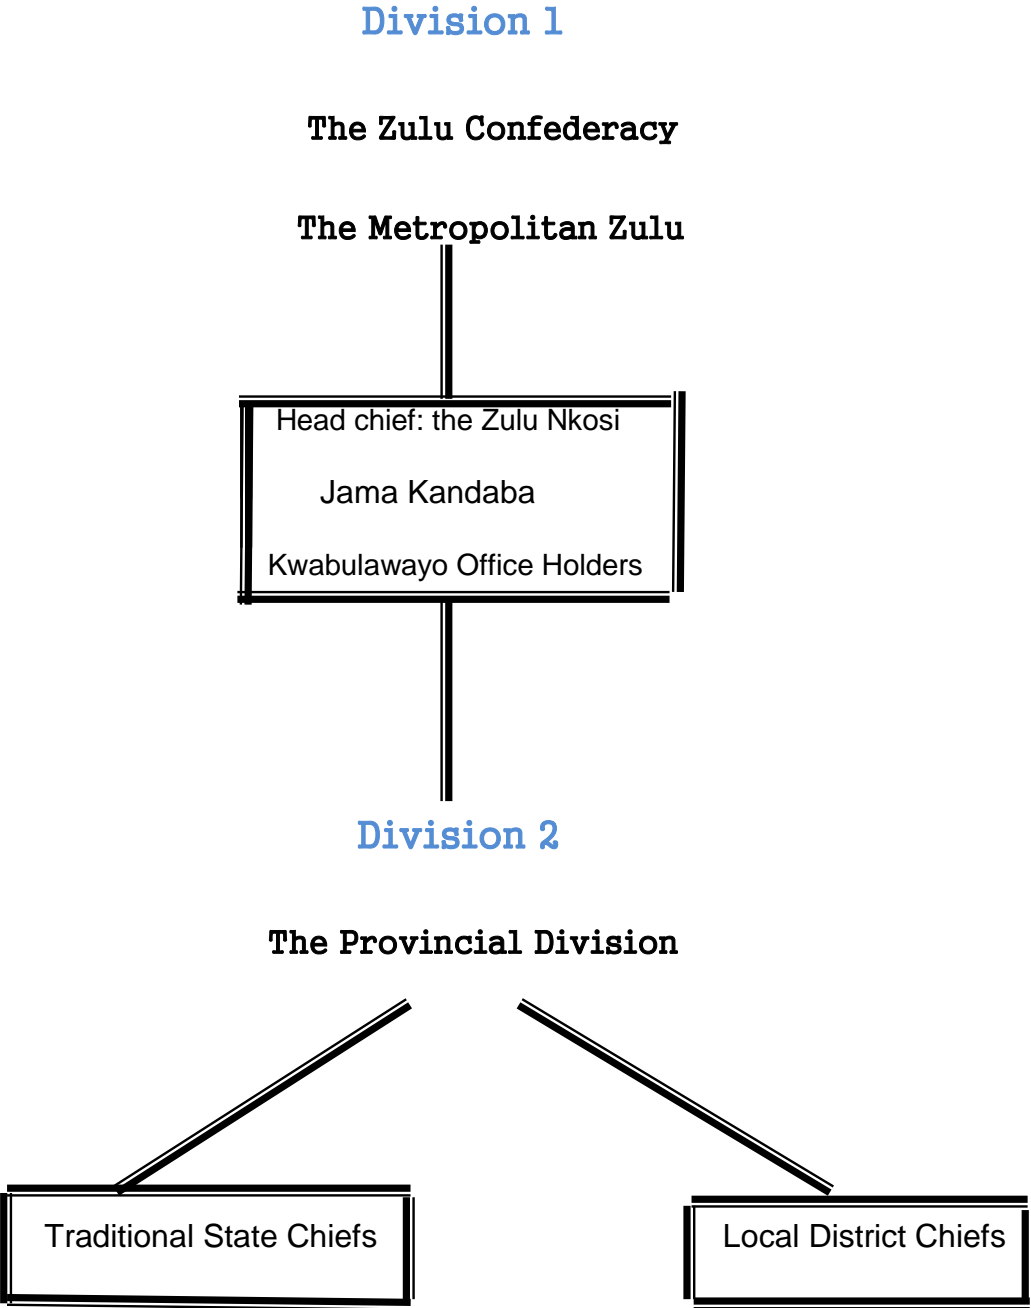 Division 1
The Zulu Confederacy
The Metropolitan Zulu
Head chief: the Zulu Nkosi
Jama Kandaba
Kwabulawayo Office Holders
Division 2
The Provincial Division
Traditional State Chiefs
Local District Chiefs